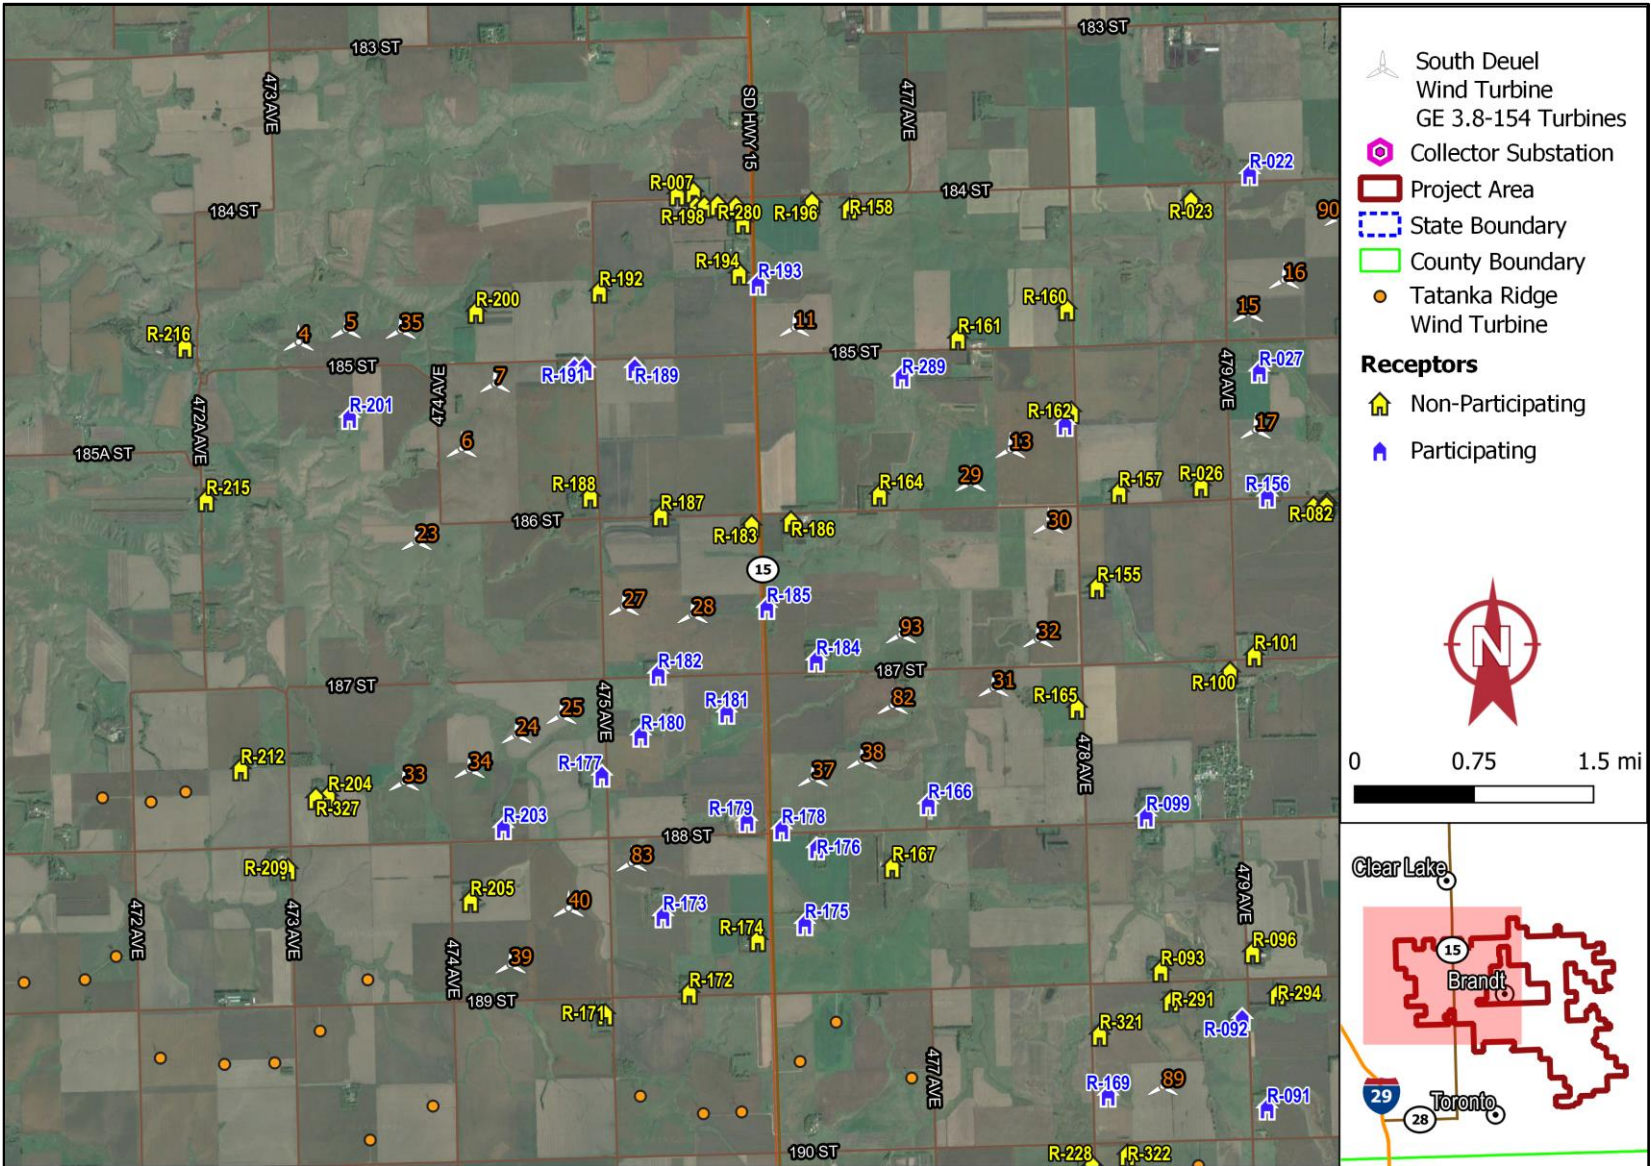 183 ST
183 ST
473 AVE
SD HWY 15
477 AVE
R-022
R-007
184 ST
184 ST
R-198
R-280
R-196
R-158
R-023
90
R-194
R-193
R-192
16
R-200
R-160
15
4
5
35
11
R-216
R-161
185 ST
185 ST
R-191
R-189
R-289
R-027
7
474 AVE
479 AVE
R-201
R-162
472A AVE
17
6
13
185A ST
29
R-215
R-188
R-187
R-164
R-157
R-026
R-156
R-082
186 ST
R-183
R-186
30
23
15
R-155
27
28
R-185
93
32
R-182
R-184
187 ST
R-101
R-100
187 ST
31
475 AVE
R-181
82
R-165
25
24
R-180
478 AVE
R-212
34
33
R-177
38
37
R-204
R-327
R-203
R-179
R-178
R-166
R-099
188 ST
R-176
83
R-209
R-167
R-205
40
R-173
479 AVE
472 AVE
473 AVE
R-174
R-175
474 AVE
39
R-096
R-093
R-172
189 ST
R-171
R-291
R-294
R-092
R-321
477 AVE
R-169
89
R-091
190 ST
R-228
R-322
South Deuel
Wind Turbine
GE 3.8-154 Turbines
Collector Substation
Project Area
State Boundary
County Boundary
Tatanka Ridge
Wind Turbine
Receptors
Non-Participating
Participating
N
0 0.75 1.5 mi
Clear Lake
15
Brandt
29
28
Toronto